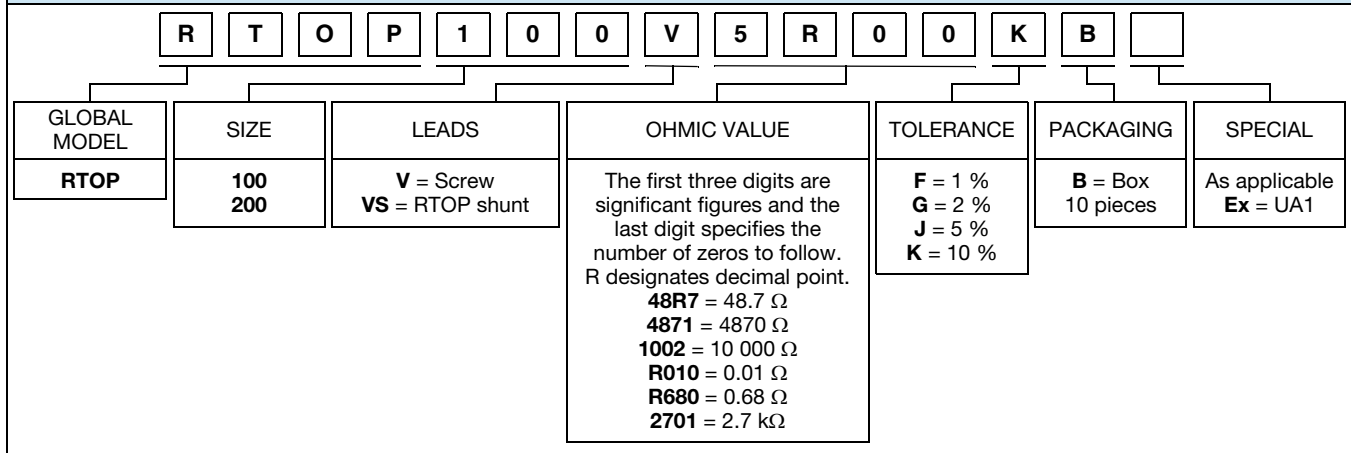 R T O P 1 0 0 V 5 R 0 0 K B
GLOBAL
MODEL
RTOP
SIZE
100
200
LEADS
V = Screw
VS = RTOP shunt
OHMIC VALUE
The first three digits are
significant figures and the
last digit specifies the
number of zeros to follow.
R designates decimal point.
48R7 = 48.7 Ω
4871 = 4870 Ω
1002 = 10 000 Ω
R010 = 0.01 Ω
R680 = 0.68 Ω
2701 = 2.7 kΩ
TOLERANCE
F = 1 %
G = 2 %
J = 5 %
K = 10 %
PACKAGING
B = Box
10 pieces
SPECIAL
As applicable
Ex = UA1